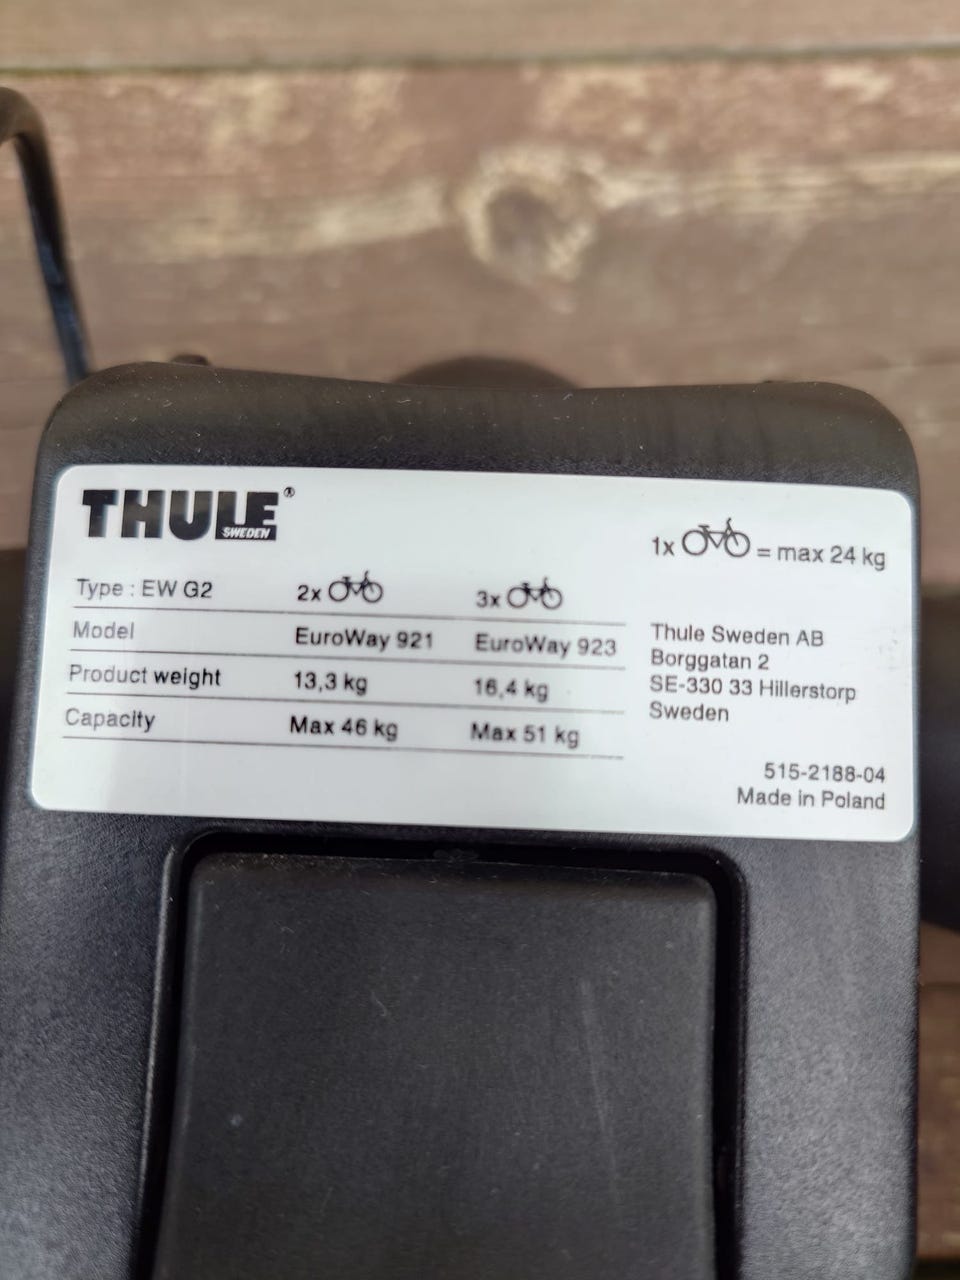 THULE®
SWEDEN
1x = max 24 kg
Type : EW G2 2x 3x
Model EuroWay 921 EuroWay 923
Product weight 13,3 kg 16,4 kg
Capacity Max 46 kg Max 51 kg
Thule Sweden AB
Borggatan 2
SE-330 33 Hillerstorp
Sweden
515-2188-04
Made in Poland